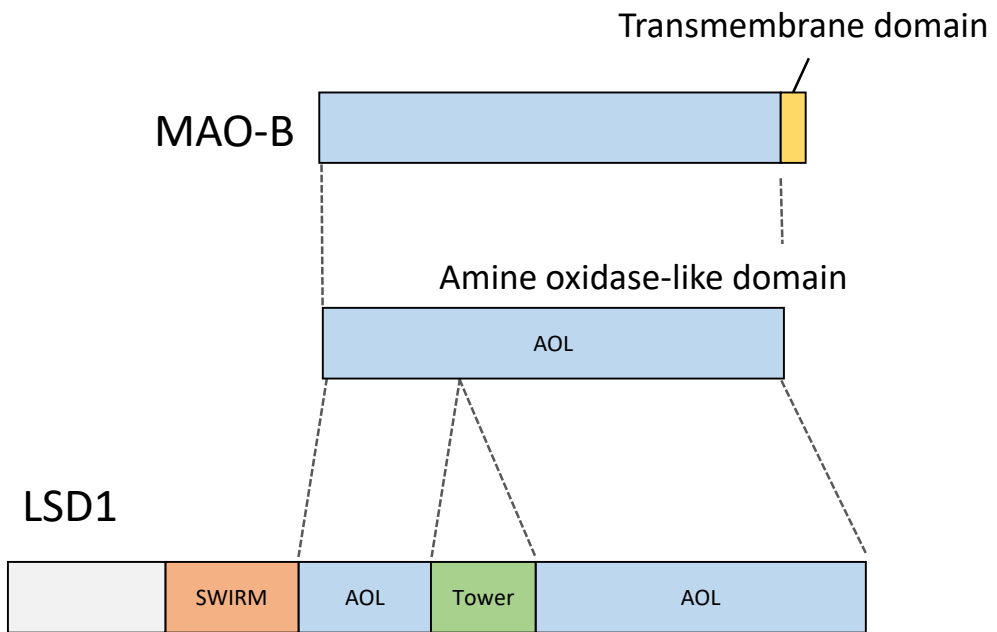 Transmembrane domain
MAO-B
Amine oxidase-like domain
AOL
LSD1
SWIRM
AOL
Tower
AOL